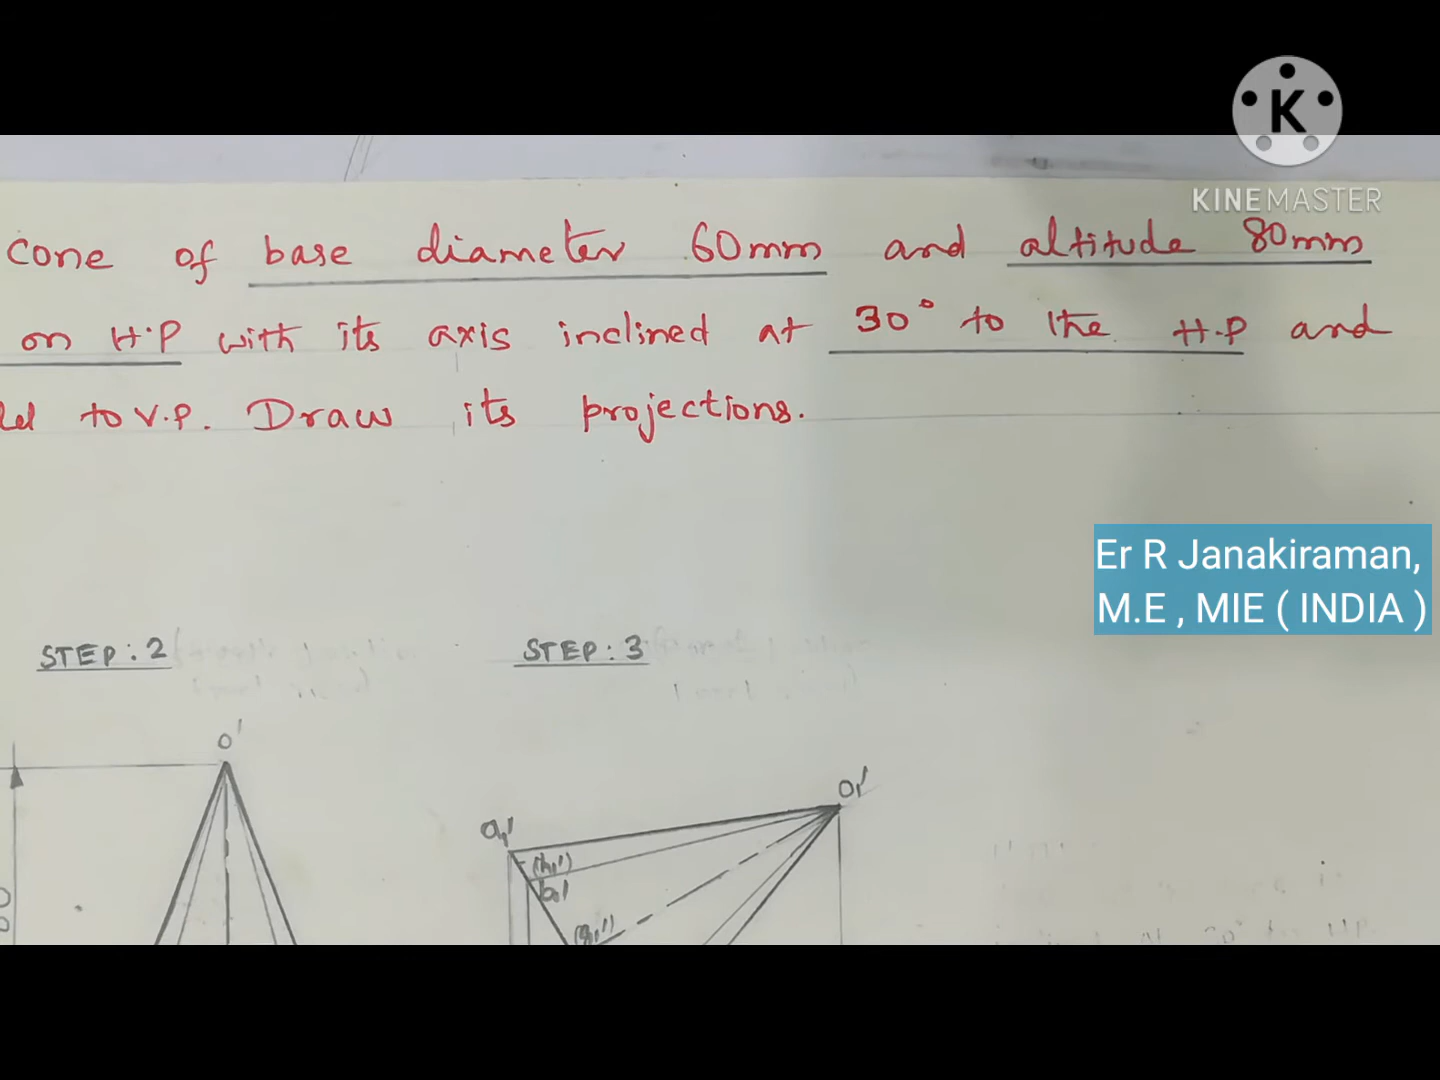 K
KINEMASTER
cone of base diameter 60mm and altitude 80mm
on H.P with its axis inclined at 30° to the H.P and
to V.P. Draw its projections.
Er R Janakiraman,
M.E , MIE ( INDIA )
STEP : 2
STEP : 3
o'
o₁'
a₁'
(h₁')
b₁'
(g₁')